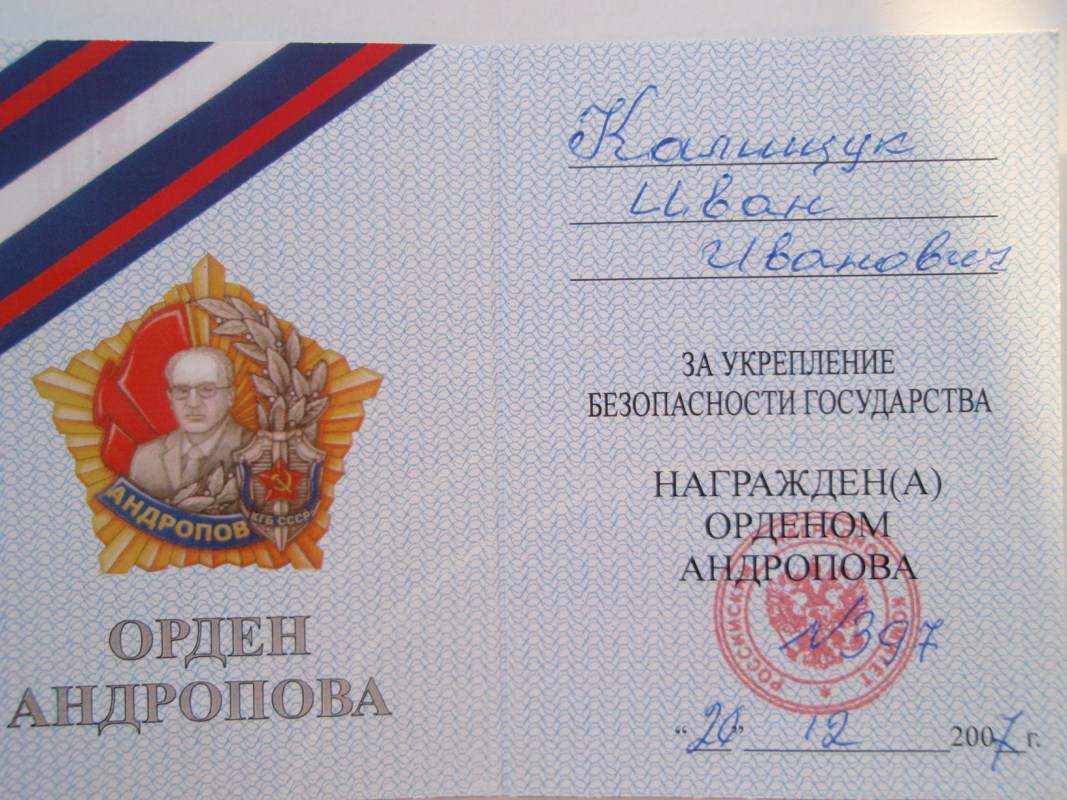 АНДРОПОВ
КГБ СССР
ОРДЕН
АНДРОПОВА
Калищук
Иван
Иванович
ЗА УКРЕПЛЕНИЕ
БЕЗОПАСНОСТИ ГОСУДАРСТВА
НАГРАЖДЕН(А)
ОРДЕНОМ
АНДРОПОВА
КОМИТЕТ
№397
“20” 12 2007 г.